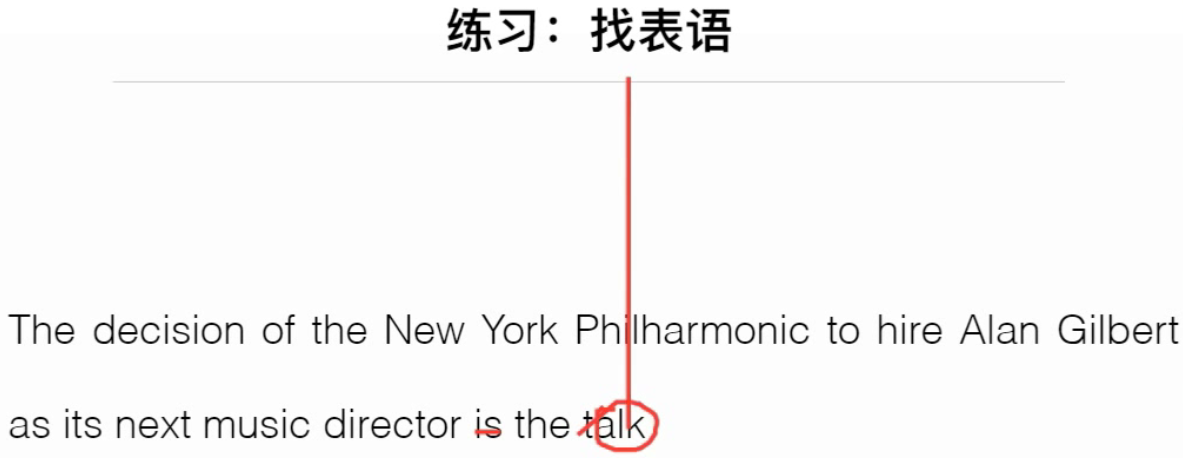 练习：找表语
The decision of the New York Philharmonic to hire Alan Gilbert
as its next music director is the talk